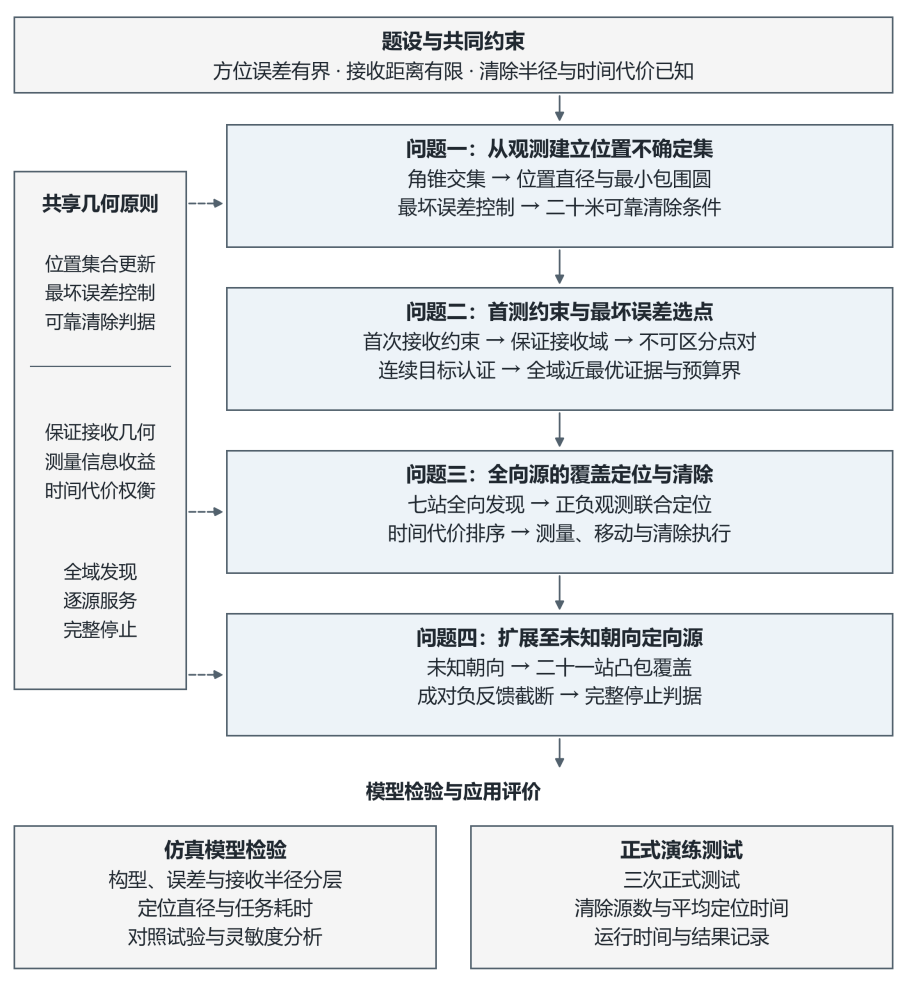 题设与共同约束
方位误差有界 · 接收距离有限 · 清除半径与时间代价已知
问题一：从观测建立位置不确定集
角锥交集 → 位置直径与最小包围圆
最坏误差控制 → 二十米可靠清除条件
共享几何原则
位置集合更新
最坏误差控制
可靠清除判据
保证接收几何
测量信息收益
时间代价权衡
全域发现
逐源服务
完整停止
问题二：首测约束与最坏误差选点
首次接收约束 → 保证接收域 → 不可区分点对
连续目标认证 → 全域近最优证据与预算界
问题三：全向源的覆盖定位与清除
七站全向发现 → 正负观测联合定位
时间代价排序 → 测量、移动与清除执行
问题四：扩展至未知朝向定向源
未知朝向 → 二十一站凸包覆盖
成对负反馈截断 → 完整停止判据
模型检验与应用评价
仿真模型检验
构型、误差与接收半径分层
定位直径与任务耗时
对照试验与灵敏度分析
正式演练测试
三次正式测试
清除源数与平均定位时间
运行时间与结果记录